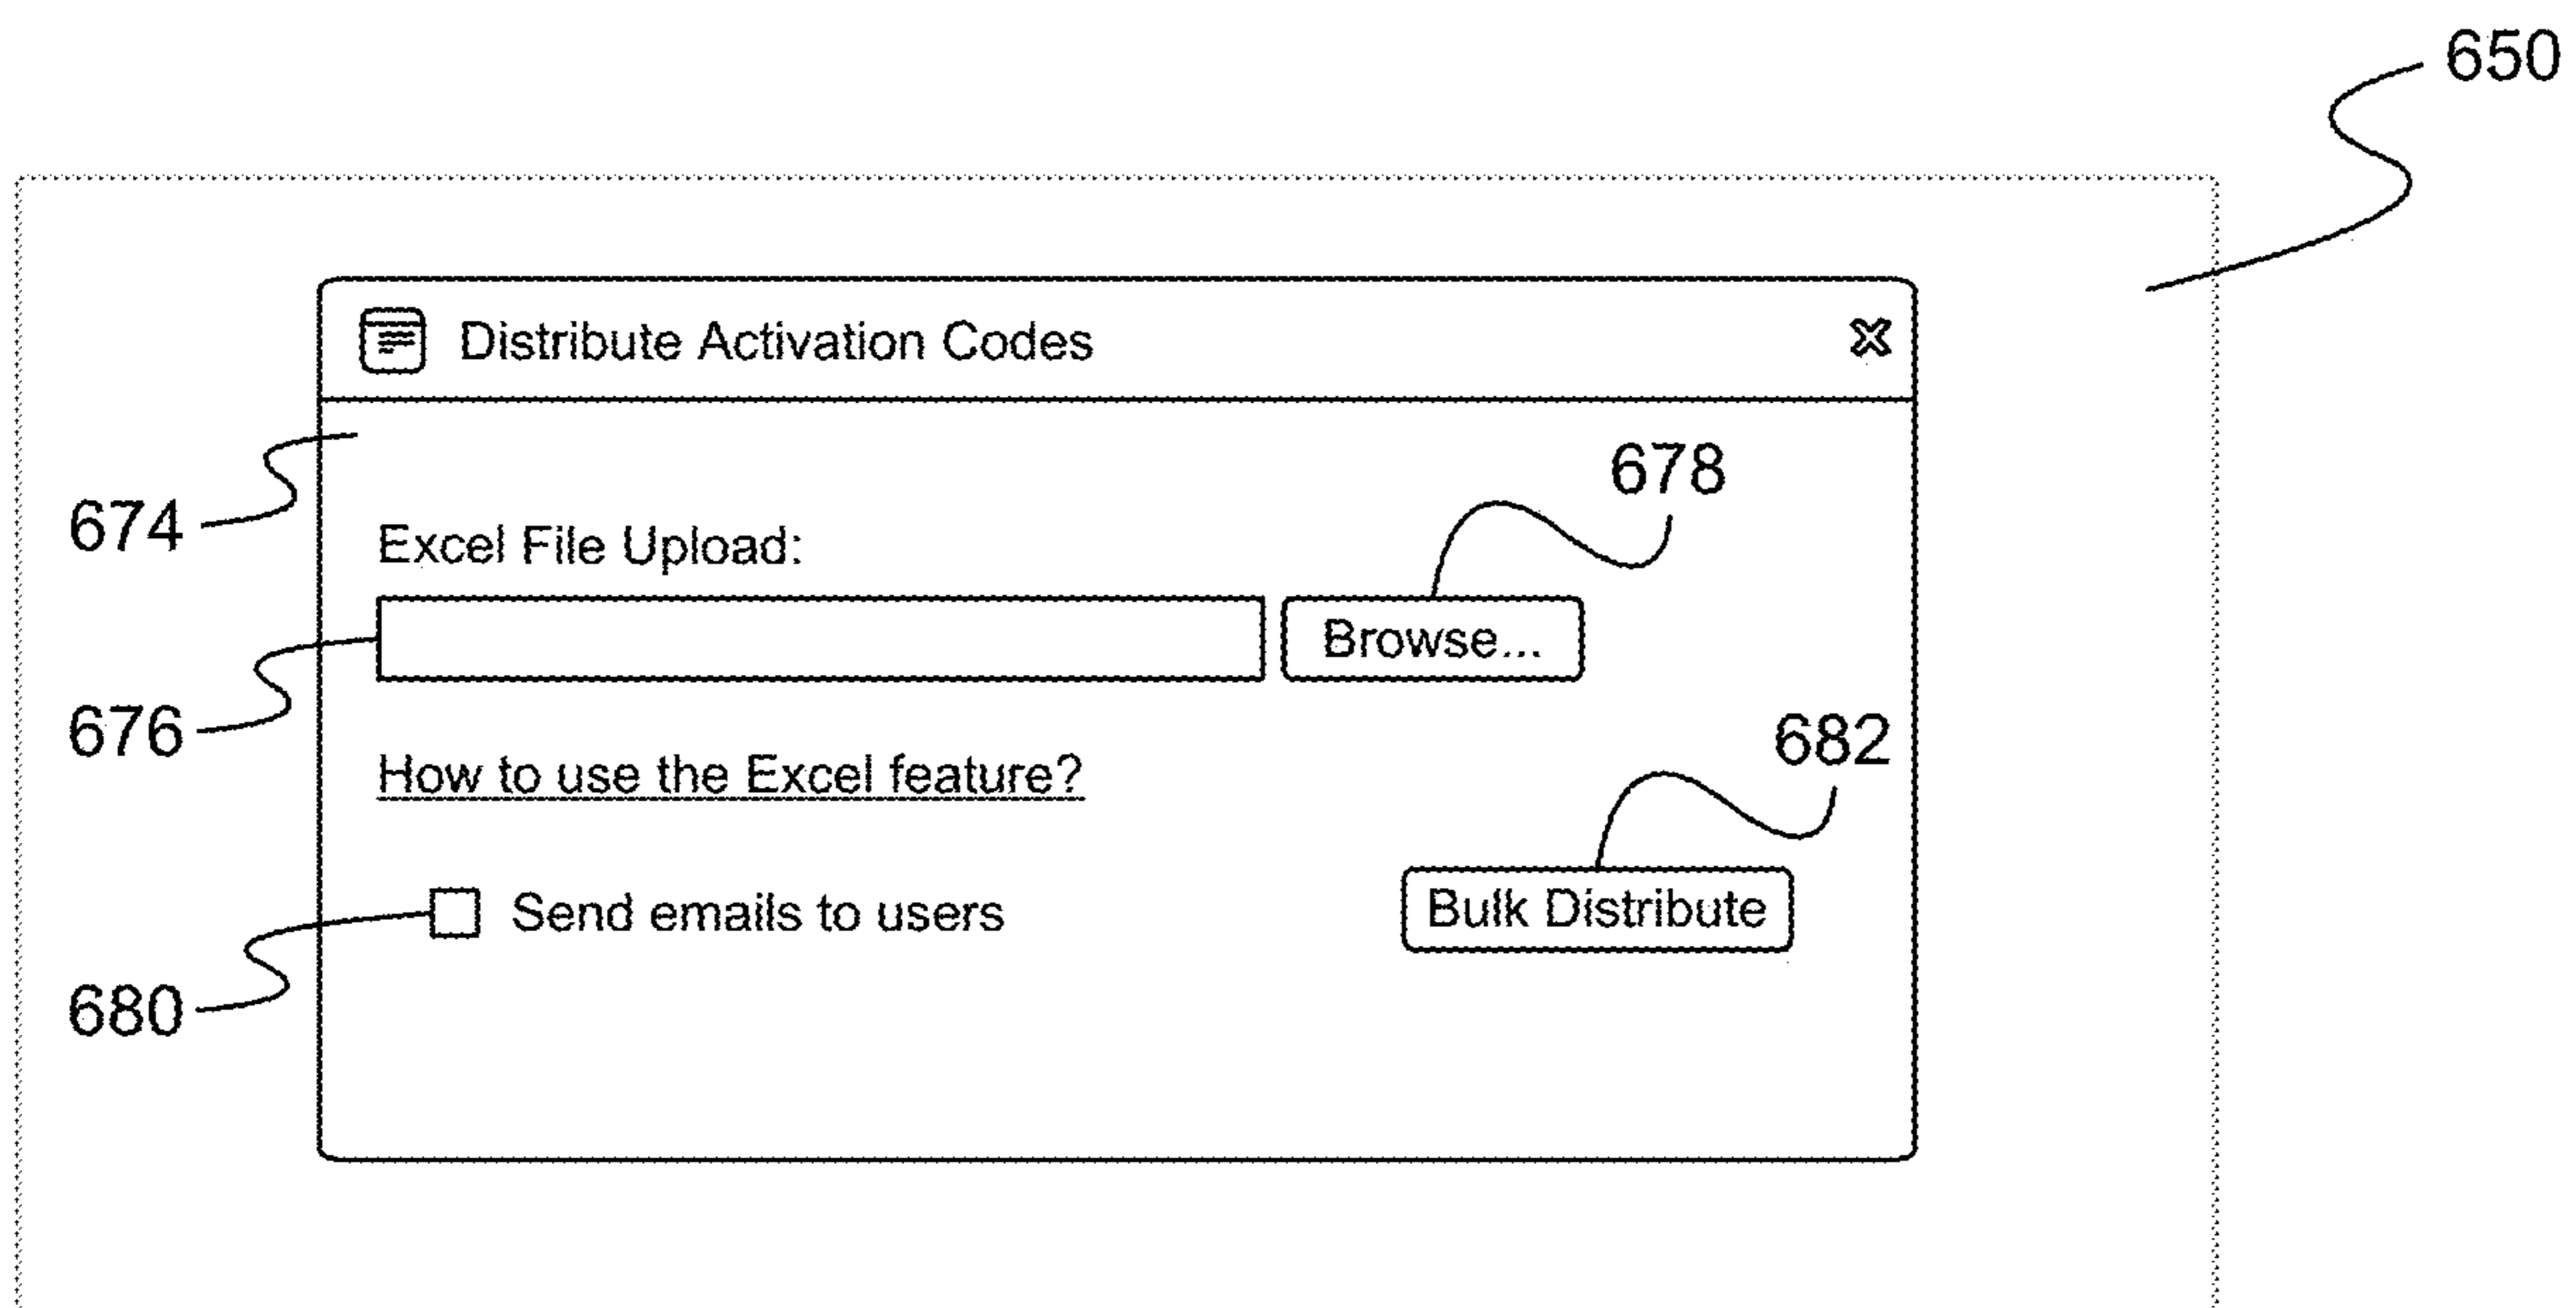 650
Distribute Activation Codes
678
674
Excel File Upload:
Browse...
676
682
How to use the Excel feature?
Send emails to users
Bulk Distribute
680